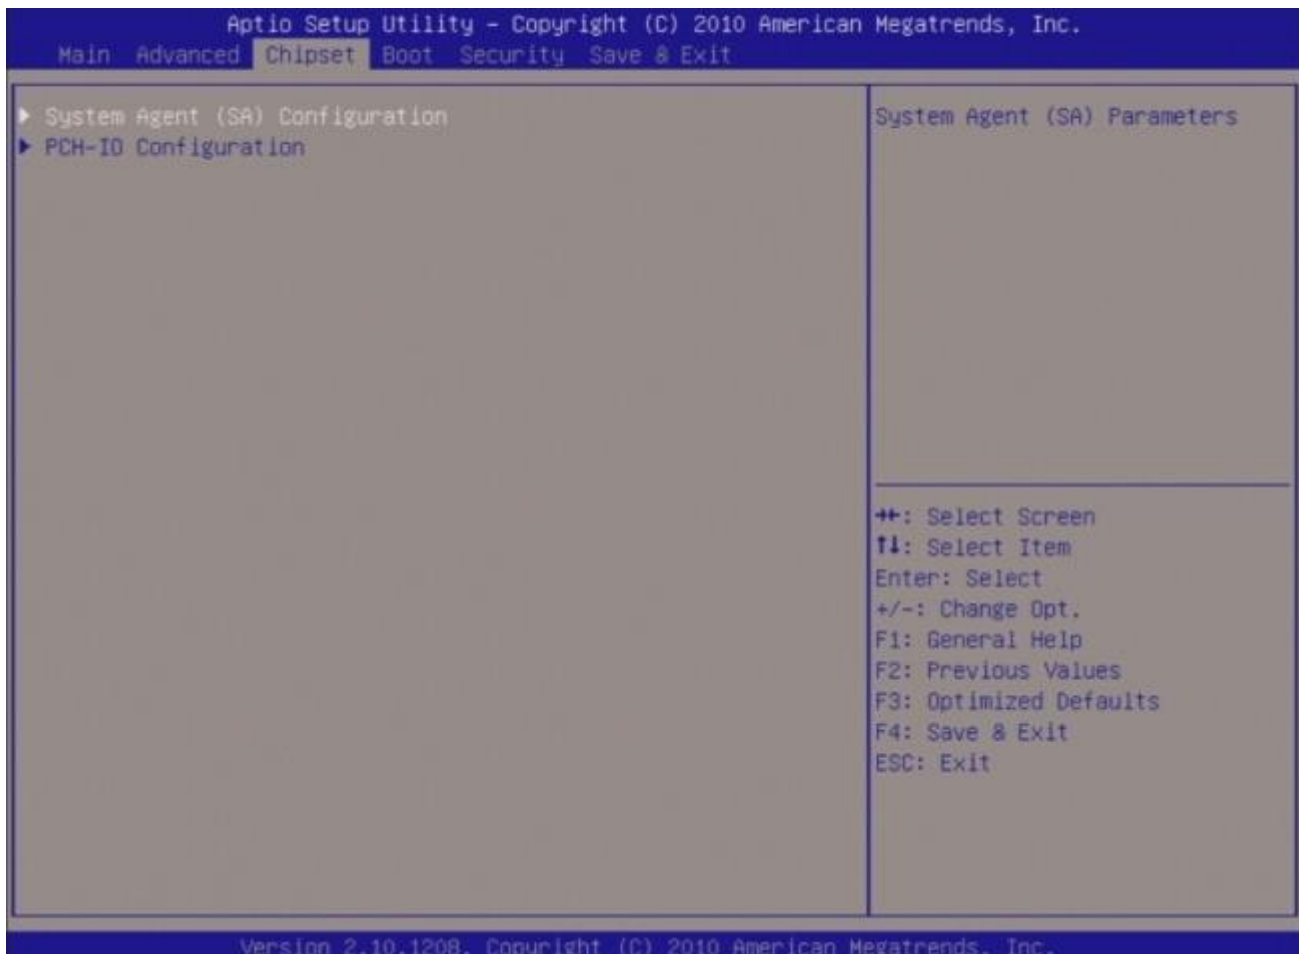 Aptio Setup Utility – Copyright (C) 2010 American Megatrends, Inc.
Main Advanced Chipset Boot Security Save & Exit
▶ System Agent (SA) Configuration
▶ PCH-IO Configuration
System Agent (SA) Parameters
→←: Select Screen
↑↓: Select Item
Enter: Select
+/-: Change Opt.
F1: General Help
F2: Previous Values
F3: Optimized Defaults
F4: Save & Exit
ESC: Exit
Version 2.10.1208. Copyright (C) 2010 American Megatrends, Inc.